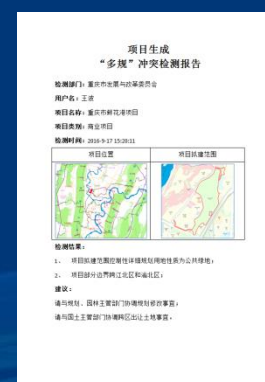 项目生成
“多规”冲突检测报告
检测部门：重庆市发展与改革委员会
用户名：王波
项目名称：重庆市鲜花港项目
项目类别：商业项目
检测时间：2016-9-17 15:20:11
项目位置
项目拟建范围
检测结果：
1、 项目拟建范围控制性详细规划用地性质为公共绿地；
2、 项目部分边界跨江北区和渝北区；
建议：
请与规划、园林主管部门协调规划修改事宜；
请与国土主管部门协调跨区出让土地事宜。